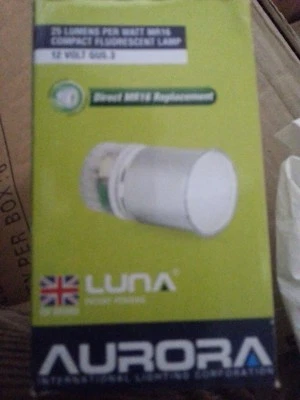 25 LUMENS PER WATT MR16
COMPACT FLUORESCENT LAMP
12 VOLT GU5.3
Direct MR16 Replacement
LUNA®
PATENT PENDING
AURORA
INTERNATIONAL LIGHTING CORPORATION
PER BOX